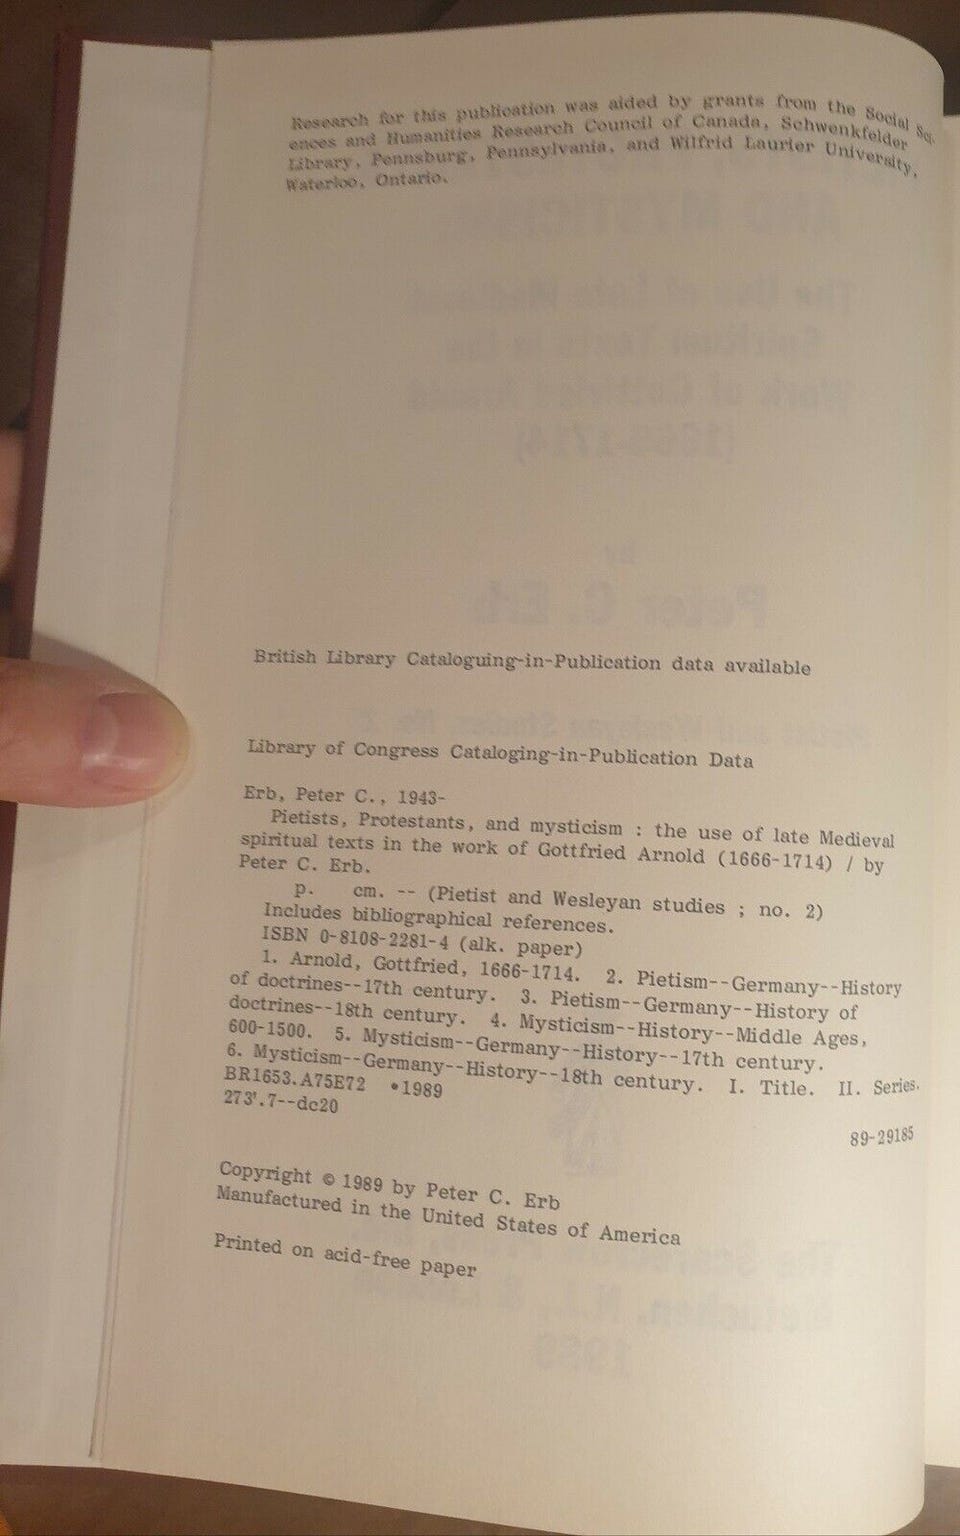 Research for this publication was aided by grants from the Social Sci-
ences and Humanities Research Council of Canada, Schwenkfelder
Library, Pennsburg, Pennsylvania, and Wilfrid Laurier University,
Waterloo, Ontario.
British Library Cataloguing-in-Publication data available
Library of Congress Cataloging-in-Publication Data
Erb, Peter C., 1943-
Pietists, Protestants, and mysticism : the use of late Medieval
spiritual texts in the work of Gottfried Arnold (1666-1714) / by
Peter C. Erb.
p. cm. -- (Pietist and Wesleyan studies ; no. 2)
Includes bibliographical references.
ISBN 0-8108-2281-4 (alk. paper)
1. Arnold, Gottfried, 1666-1714. 2. Pietism--Germany--History
of doctrines--17th century. 3. Pietism--Germany--History of
doctrines--18th century. 4. Mysticism--History--Middle Ages,
600-1500. 5. Mysticism--Germany--History--17th century.
6. Mysticism--Germany--History--18th century. I. Title. II. Series.
BR1653.A75E72 •1989
273'.7--dc20
89-29185
Copyright © 1989 by Peter C. Erb
Manufactured in the United States of America
Printed on acid-free paper